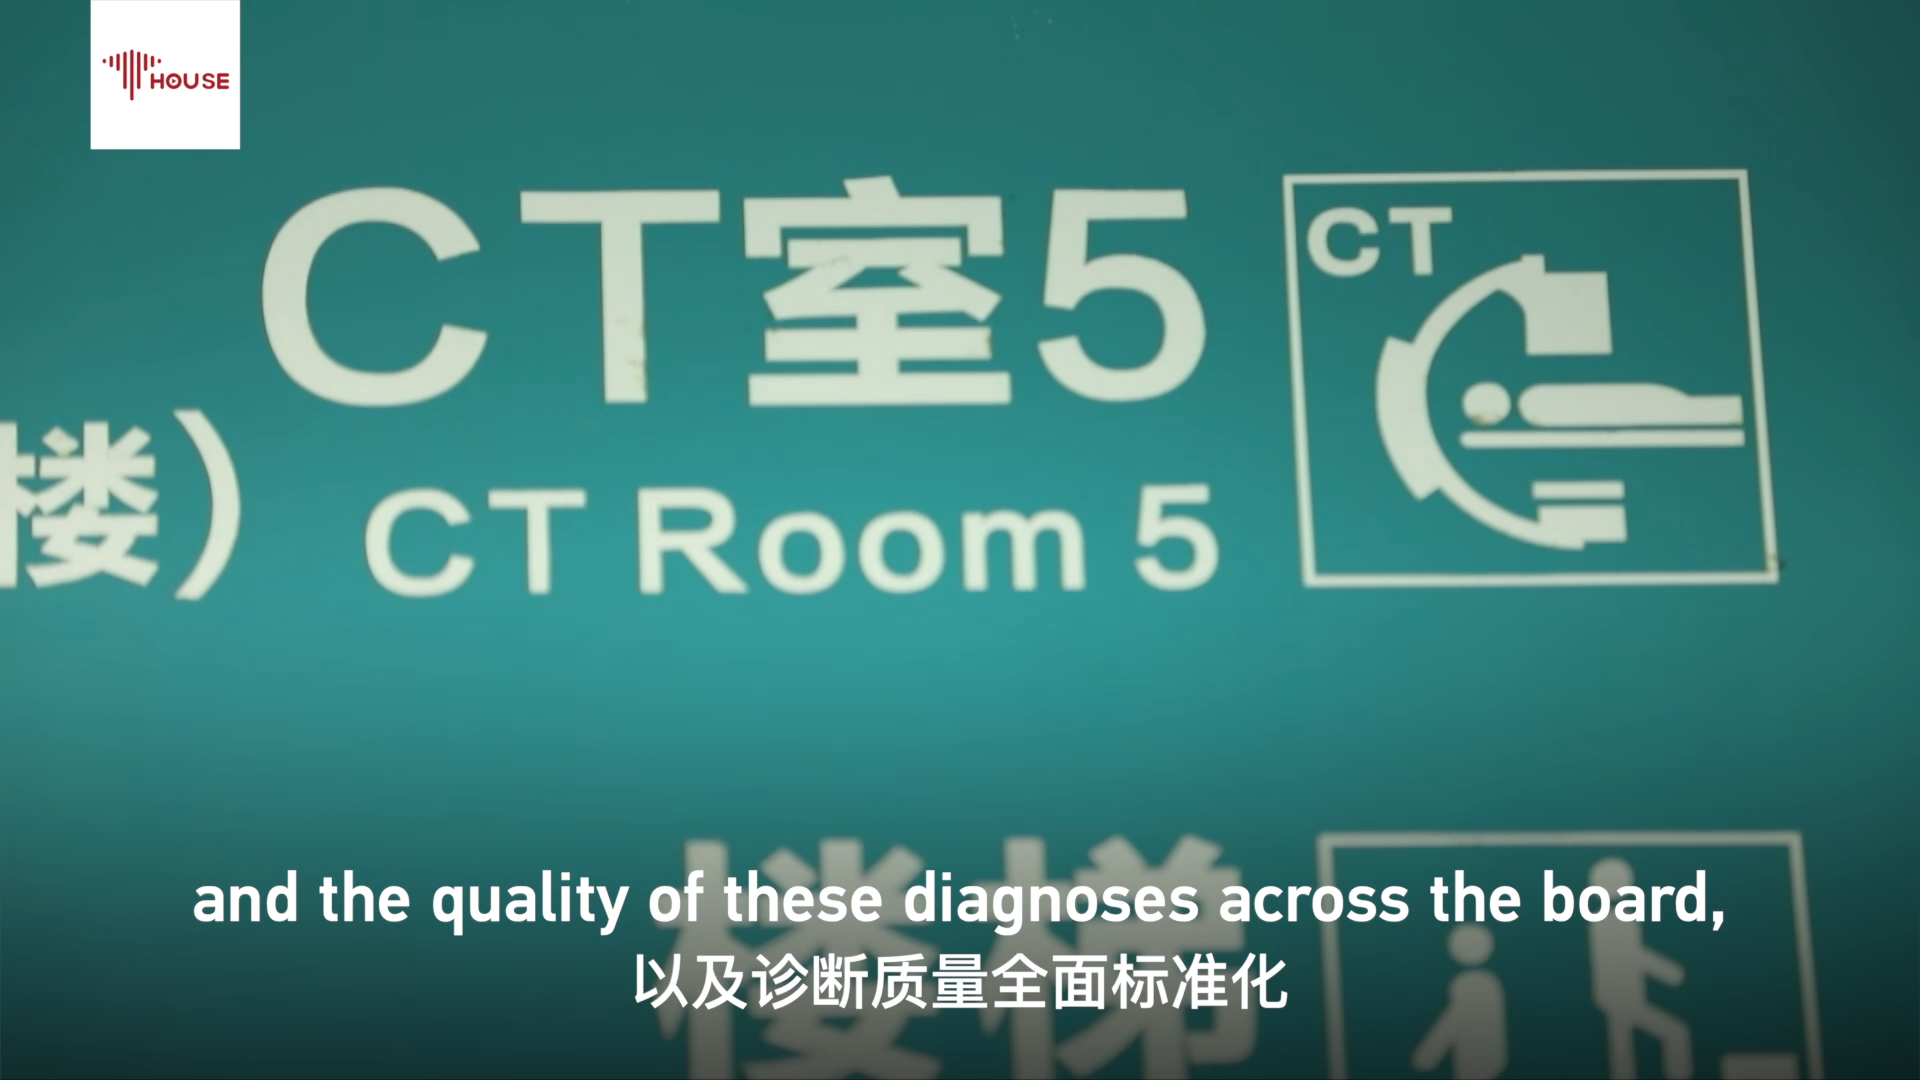 HOUSE
CT室5
CT
楼）
CT Room 5
楼梯
and the quality of these diagnoses across the board,
以及诊断质量全面标准化